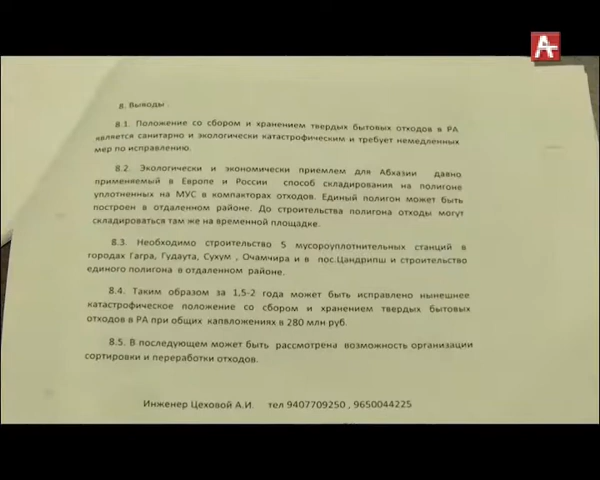 А+
8. Выводы .
8.1. Положение со сбором и хранением твердых бытовых отходов в РА
является санитарно и экологически катастрофическим и требует немедленных
мер по исправлению.
8.2. Экологически и экономически приемлем для Абхазии давно
применяемый в Европе и России способ складирования на полигоне
уплотненных на МУС в компакторах отходов. Единый полигон может быть
построен в отдаленном районе. До строительства полигона отходы могут
складироваться там же на временной площадке.
8.3. Необходимо строительство 5 мусороуплотнительных станций в
городах Гагра, Гудаута, Сухум , Очамчира и в пос.Цандрипш и строительство
единого полигона в отдаленном районе.
8.4. Таким образом за 1,5-2 года может быть исправлено нынешнее
катастрофическое положение со сбором и хранением твердых бытовых
отходов в РА при общих капвложениях в 280 млн руб.
8.5. В последующем может быть рассмотрена возможность организации
сортировки и переработки отходов.
Инженер Цеховой А.И. тел 9407709250 , 9650044225